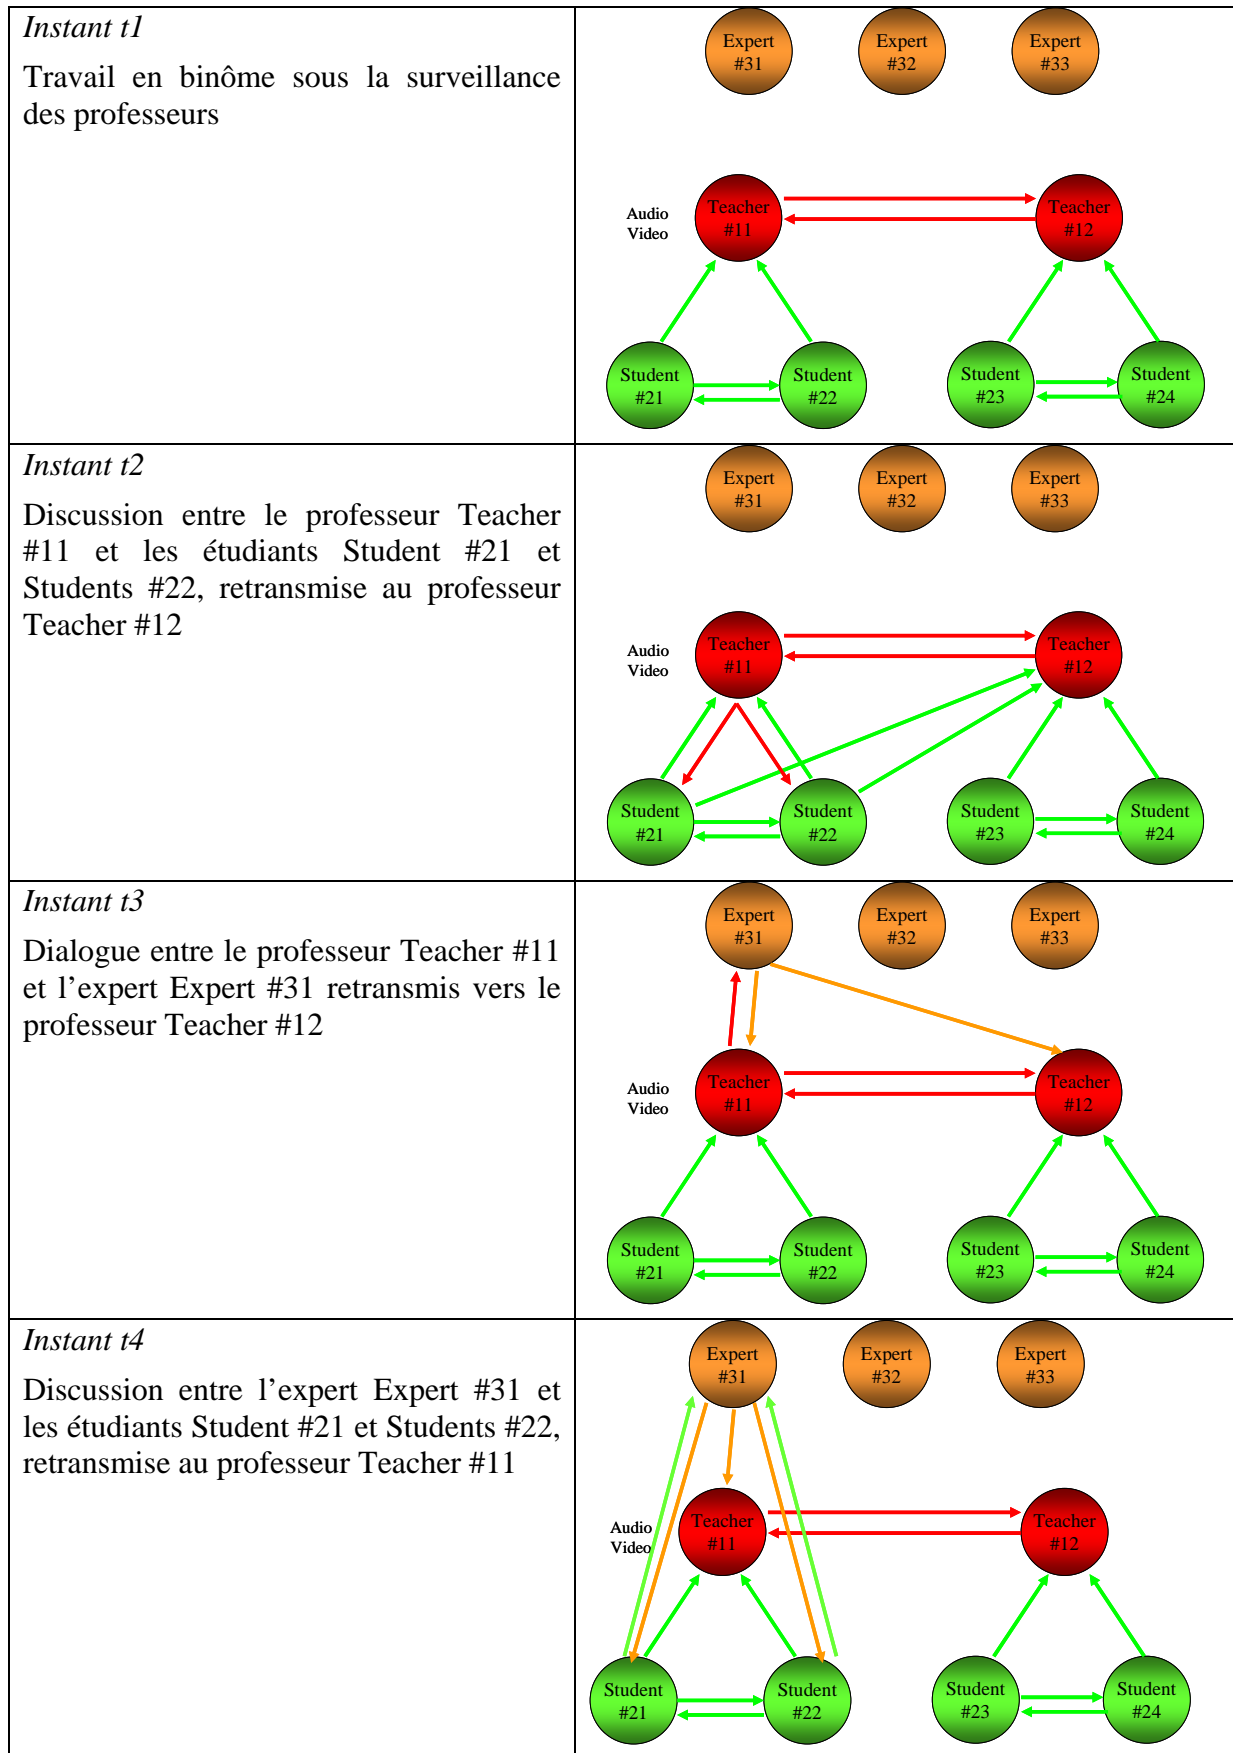 Instant t1
Travail en binôme sous la surveillance
des professeurs
Expert
#31
Expert
#32
Expert
#33
Audio
Video
Teacher
#11
Teacher
#12
Student
#21
Student
#22
Student
#23
Student
#24
Instant t2
Discussion entre le professeur Teacher
#11 et les étudiants Student #21 et
Students #22, retransmise au professeur
Teacher #12
Expert
#31
Expert
#32
Expert
#33
Audio
Video
Teacher
#11
Teacher
#12
Student
#21
Student
#22
Student
#23
Student
#24
Instant t3
Dialogue entre le professeur Teacher #11
et l’expert Expert #31 retransmis vers le
professeur Teacher #12
Expert
#31
Expert
#32
Expert
#33
Audio
Video
Teacher
#11
Teacher
#12
Student
#21
Student
#22
Student
#23
Student
#24
Instant t4
Discussion entre l’expert Expert #31 et
les étudiants Student #21 et Students #22,
retransmise au professeur Teacher #11
Expert
#31
Expert
#32
Expert
#33
Audio
Video
Teacher
#11
Teacher
#12
Student
#21
Student
#22
Student
#23
Student
#24